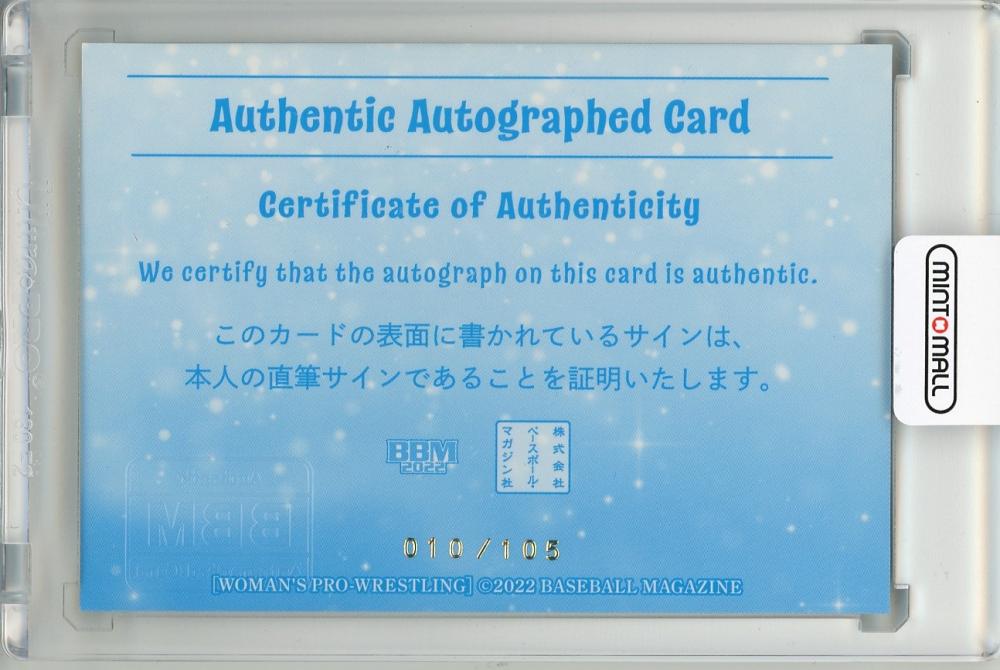 Authentic Autographed Card
Certificate of Authenticity
We certify that the autograph on this card is authentic.
このカードの表面に書かれているサインは、
本人の直筆サインであることを証明いたします。
BBM
2022
株式会社
ベースボール・
マガジン社
010/105
[WOMAN'S PRO-WRESTLING] ©2022 BASEBALL MAGAZINE
MINTOMALL
BBM